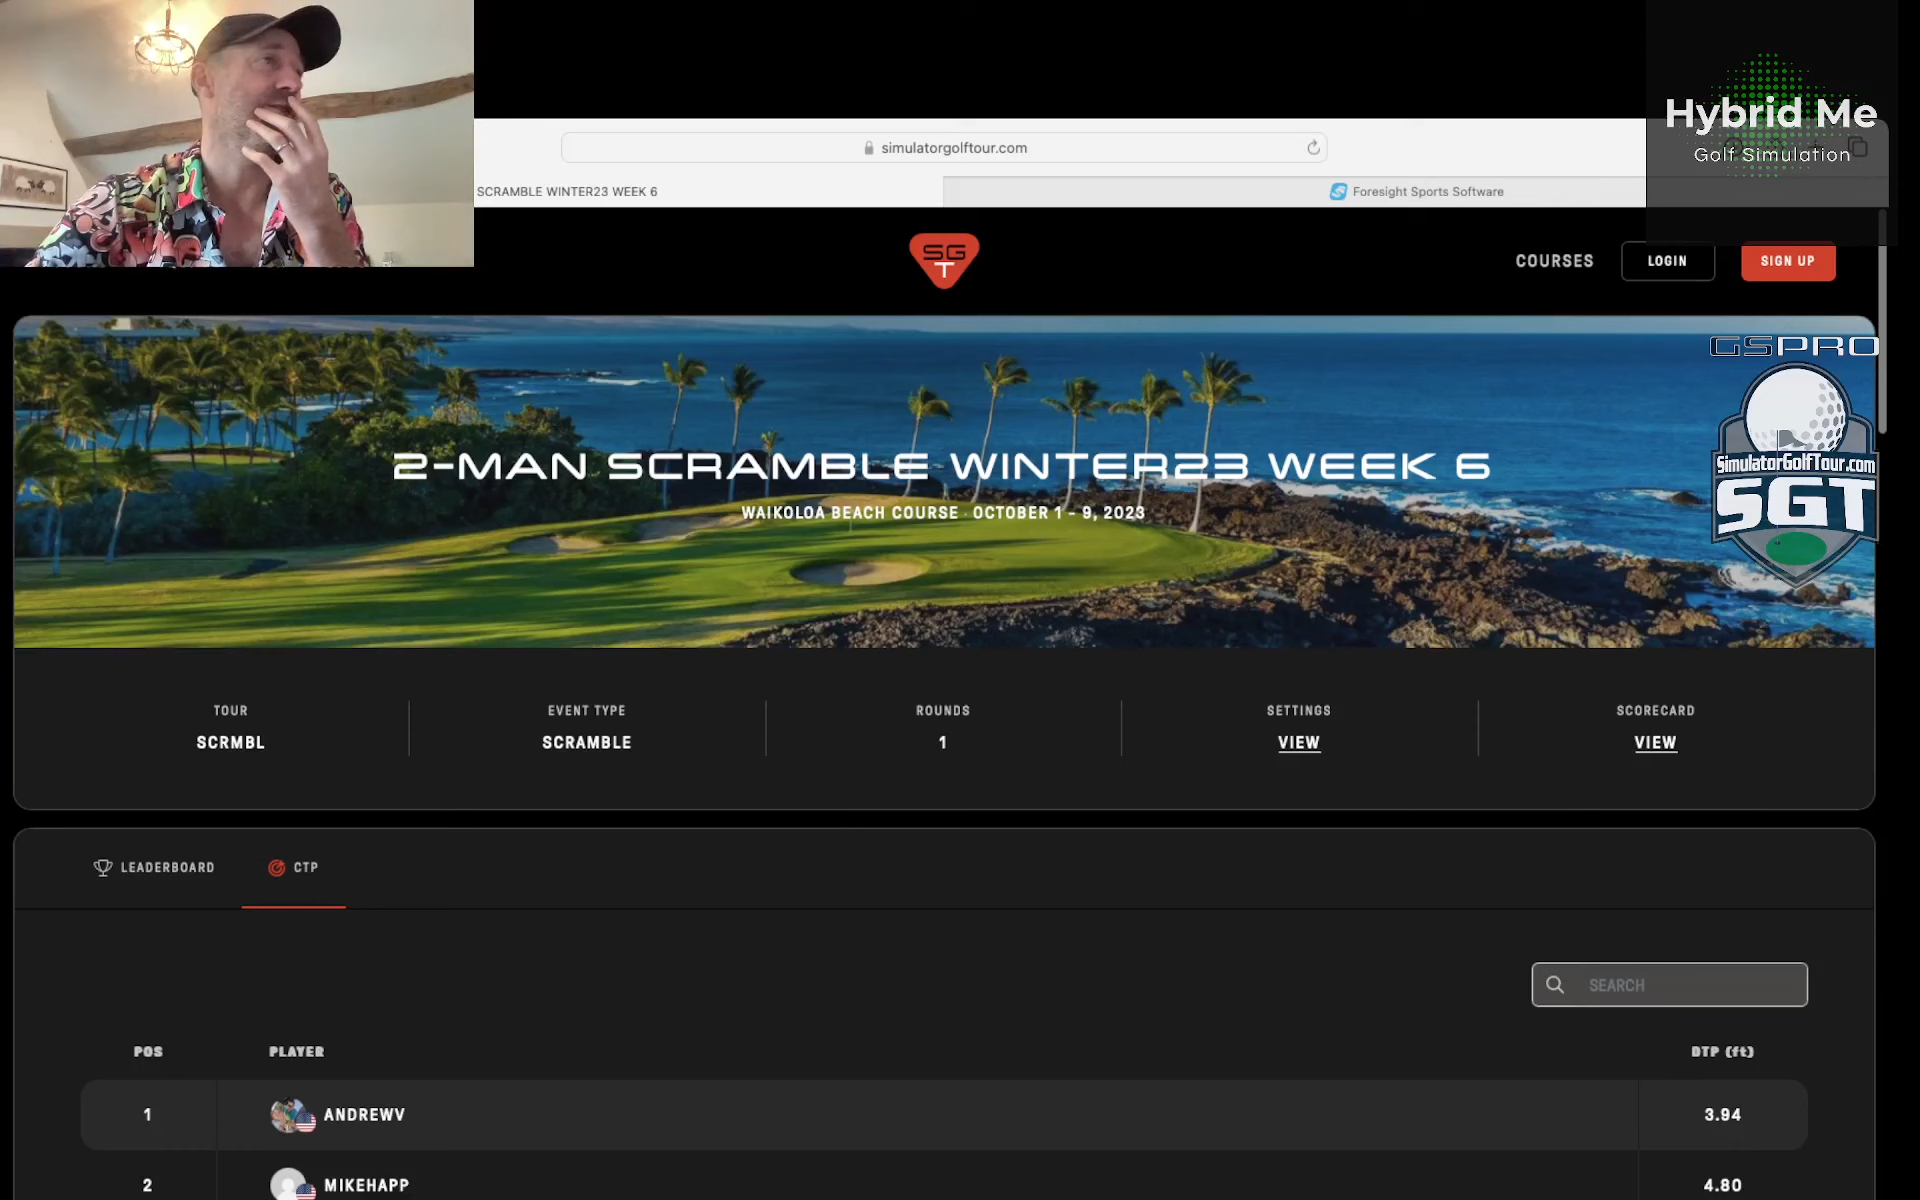 Hybrid Me
Golf Simulation
simulatorgolftour.com
SCRAMBLE WINTER23 WEEK 6
Foresight Sports Software
SG
T
COURSES
LOGIN
SIGN UP
GSPRO
SimulatorGolfTour.com
SGT
2-MAN SCRAMBLE WINTER23 WEEK 6
WAIKOLOA BEACH COURSE · OCTOBER 1 - 9, 2023
TOUR
SCRMBL
EVENT TYPE
SCRAMBLE
ROUNDS
1
SETTINGS
VIEW
SCORECARD
VIEW
LEADERBOARD
CTP
SEARCH
POS PLAYER DTP (ft)
1 ANDREWV 3.94
2 MIKEHAPP 4.80